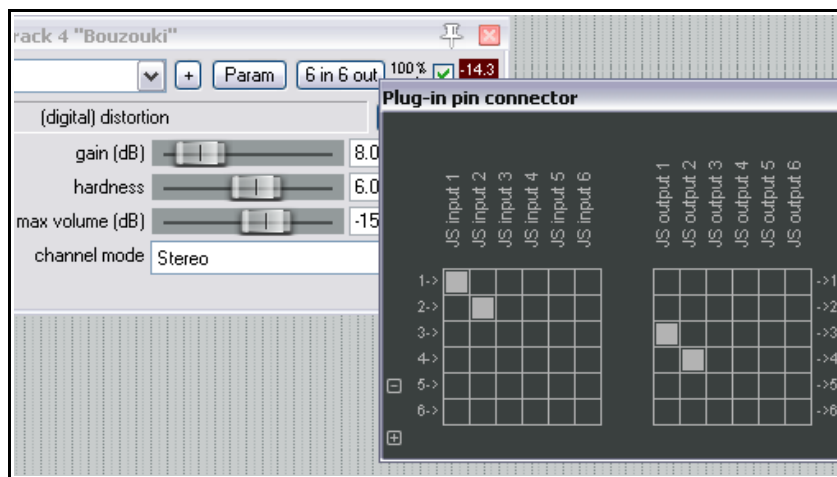 rack 4 "Bouzouki"
+ Param 6 in 6 out 100% -14.3
Plug-in pin connector
(digital) distortion
gain (dB) 8.0
hardness 6.0
max volume (dB) -15
channel mode Stereo
JS input 1
JS input 2
JS input 3
JS input 4
JS input 5
JS input 6
JS output 1
JS output 2
JS output 3
JS output 4
JS output 5
JS output 6
1-> ->1
2-> ->2
3-> ->3
4-> ->4
5-> ->5
6-> ->6